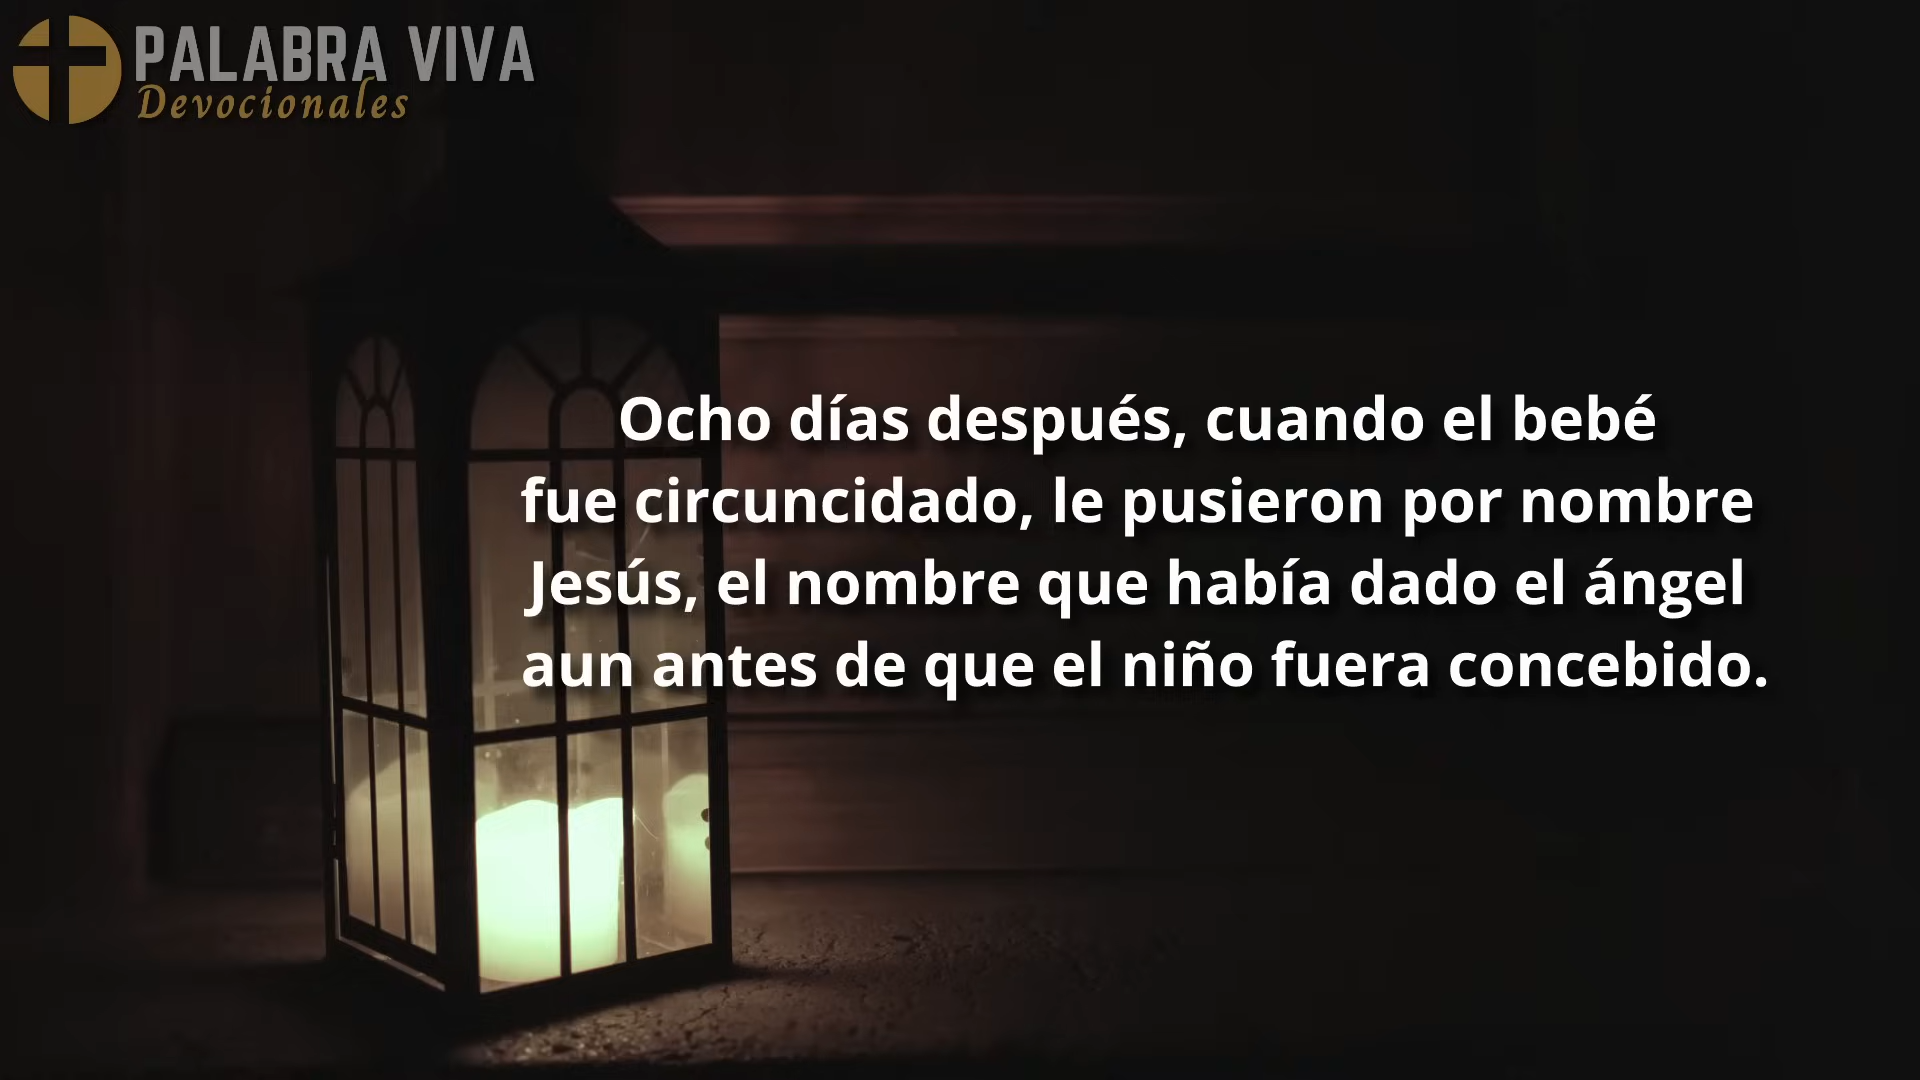 PALABRA VIVA
Devocionales
Ocho días después, cuando el bebé
fue circuncidado, le pusieron por nombre
Jesús, el nombre que había dado el ángel
aun antes de que el niño fuera concebido.